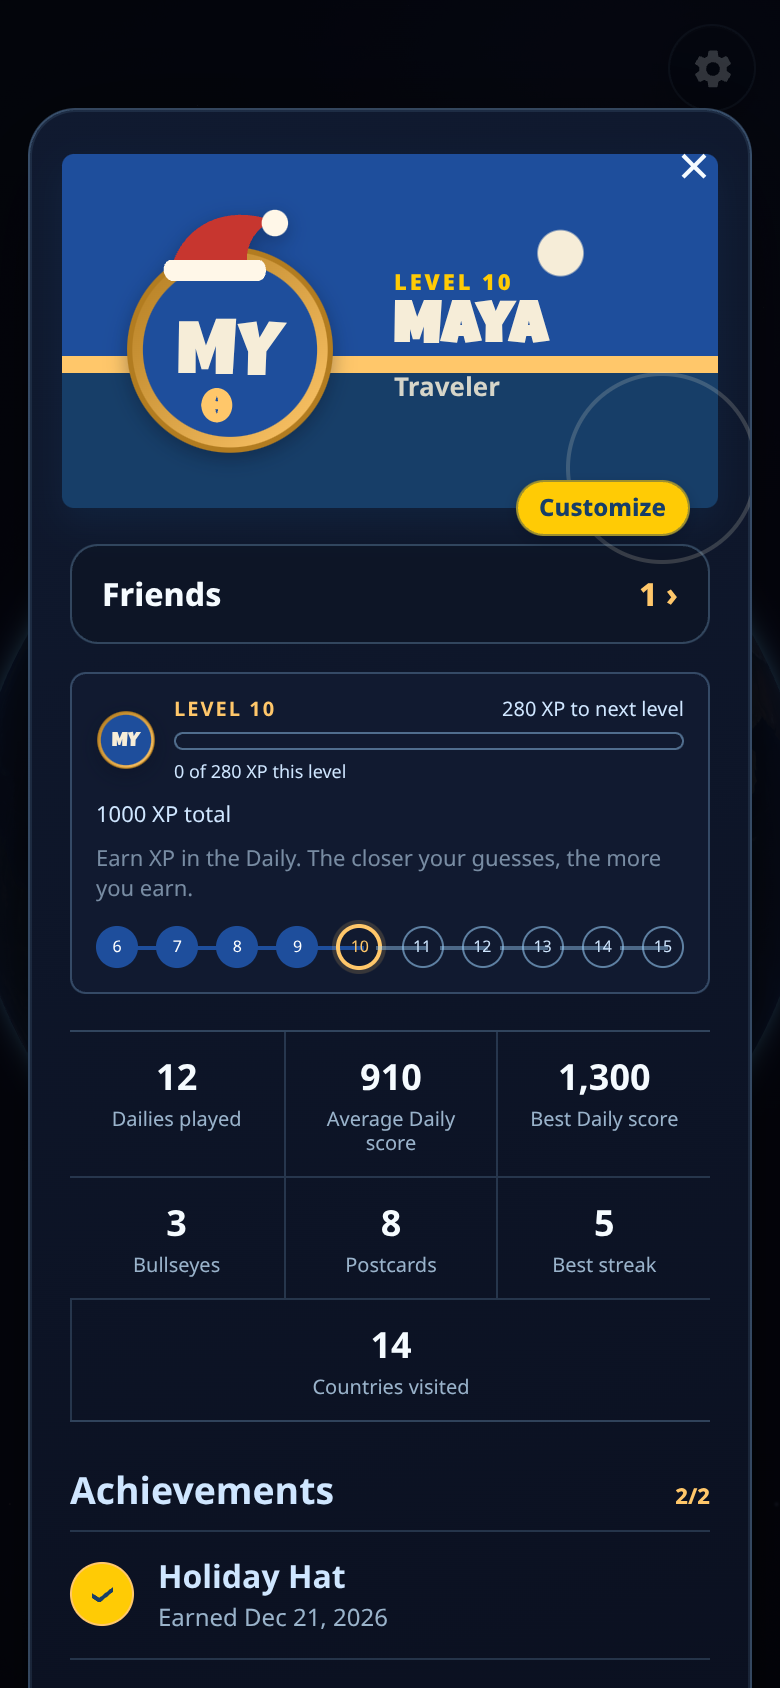 LEVEL 10
MAYA
Traveler
MY
Customize
Friends
1 ›
LEVEL 10
280 XP to next level
MY
0 of 280 XP this level
1000 XP total
Earn XP in the Daily. The closer your guesses, the more
you earn.
6 7 8 9 10 11 12 13 14 15
12
Dailies played
910
Average Daily
score
1,300
Best Daily score
3
Bullseyes
8
Postcards
5
Best streak
14
Countries visited
Achievements
2/2
Holiday Hat
Earned Dec 21, 2026